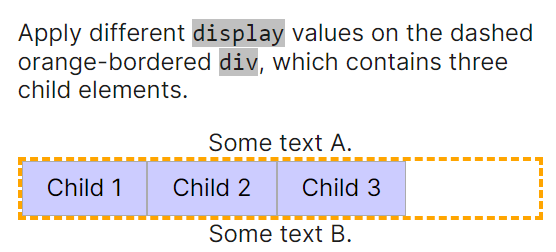 Apply different display values on the dashed
orange-bordered div, which contains three
child elements.
Some text A.
Child 1 Child 2 Child 3
Some text B.